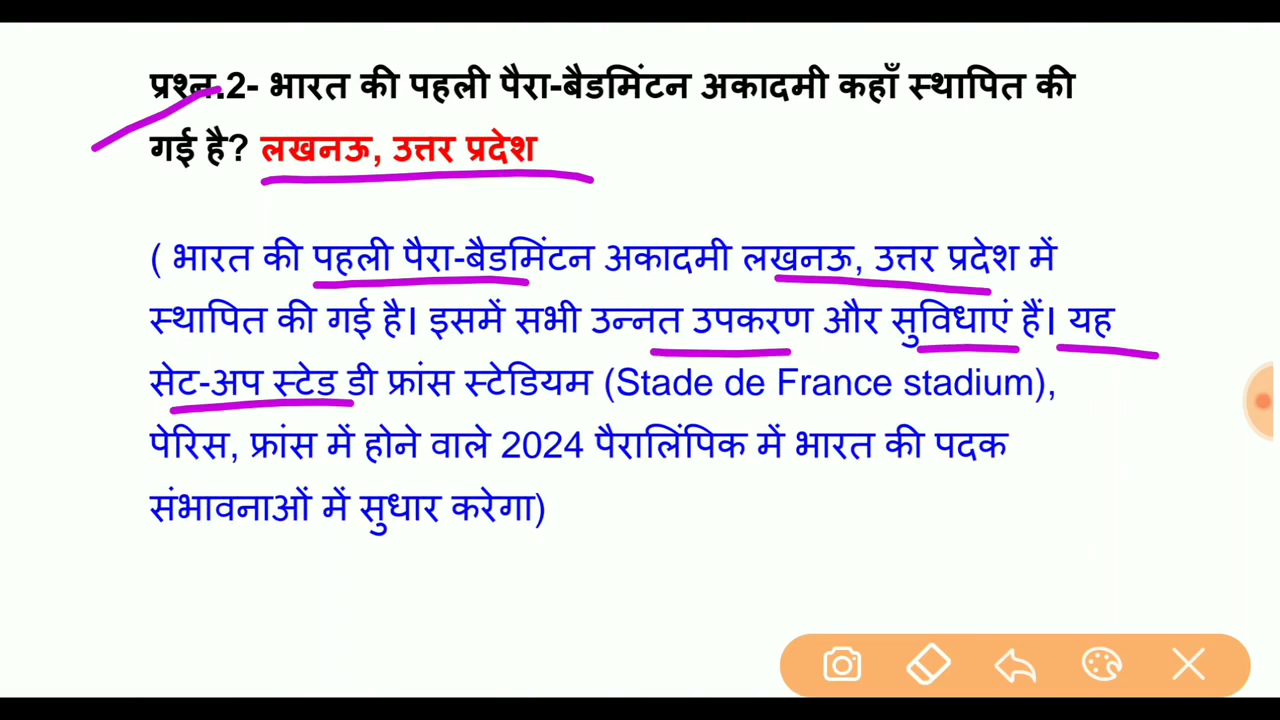 प्रश्न.2- भारत की पहली पैरा-बैडमिंटन अकादमी कहाँ स्थापित की
गई है? लखनऊ, उत्तर प्रदेश
( भारत की पहली पैरा-बैडमिंटन अकादमी लखनऊ, उत्तर प्रदेश में
स्थापित की गई है। इसमें सभी उन्नत उपकरण और सुविधाएं हैं। यह
सेट-अप स्टेड डी फ्रांस स्टेडियम (Stade de France stadium),
पेरिस, फ्रांस में होने वाले 2024 पैरालिंपिक में भारत की पदक
संभावनाओं में सुधार करेगा)